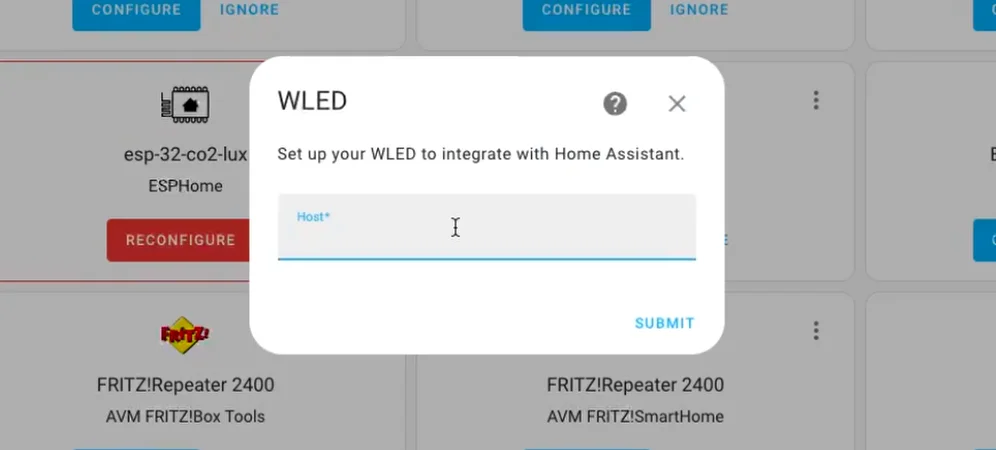 CONFIGURE
IGNORE
CONFIGURE
IGNORE
WLED
Set up your WLED to integrate with Home Assistant.
Host*
SUBMIT
esp-32-co2-lux
ESPHome
RECONFIGURE
FRITZ!
FRITZ!Repeater 2400
AVM FRITZ!Box Tools
FRITZ!Repeater 2400
AVM FRITZ!SmartHome